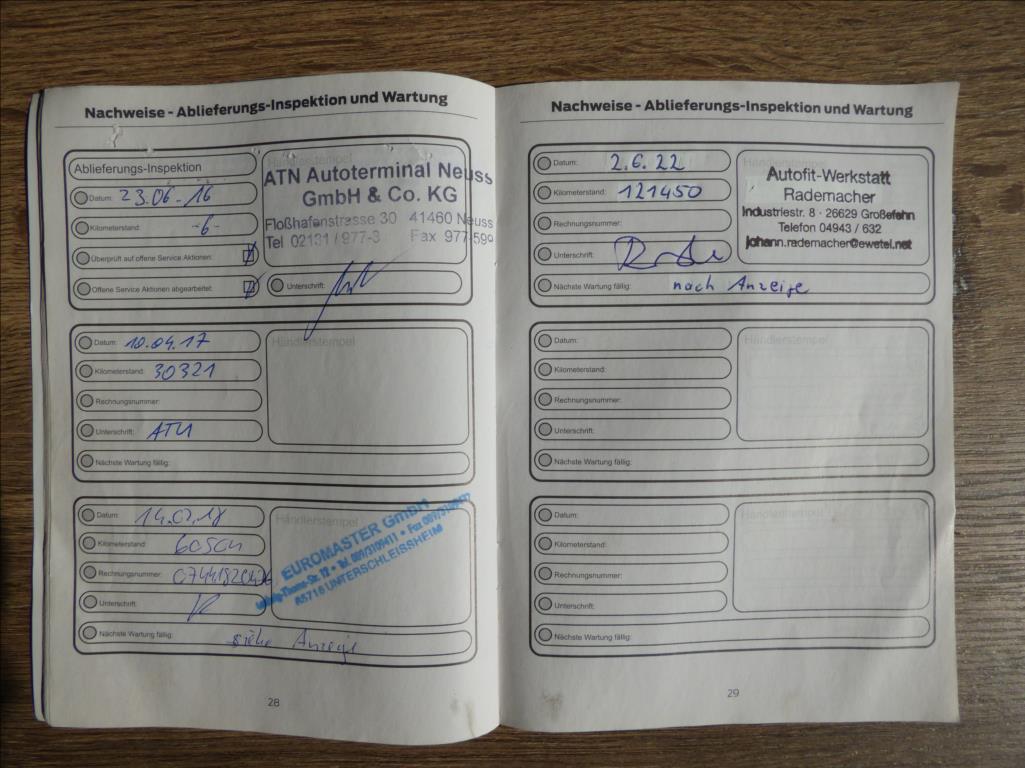 Nachweise - Ablieferungs-Inspektion und Wartung
Ablieferungs-Inspektion
Datum: 23.06.16
Kilometerstand: -6-
Überprüft auf offene Service Aktionen:
Offene Service Aktionen abgearbeitet:
Händlerstempel
ATN Autoterminal Neuss
GmbH & Co. KG
Floßhafenstrasse 30 41460 Neuss
Tel 02131 / 977-3 Fax 977-599
Unterschrift:
Datum: 10.04.17
Kilometerstand: 30321
Rechnungsnummer:
Unterschrift: ATU
Nächste Wartung fällig:
Händlerstempel
Datum: 14.07.18
Kilometerstand:
Rechnungsnummer:
Unterschrift:
Nächste Wartung fällig: siehe Anzeige
Händlerstempel
EUROMASTER GmbH
85716 UNTERSCHLEISSHEIM
28
Nachweise - Ablieferungs-Inspektion und Wartung
Datum: 2.6.22
Kilometerstand: 121450
Rechnungsnummer:
Unterschrift:
Nächste Wartung fällig: nach Anzeige
Händlerstempel
Autofit-Werkstatt
Rademacher
Industriestr. 8 · 26629 Großefehn
Telefon 04943 / 632
johann.rademacher@ewetel.net
Datum:
Kilometerstand:
Rechnungsnummer:
Unterschrift:
Nächste Wartung fällig:
Händlerstempel
Datum:
Kilometerstand:
Rechnungsnummer:
Unterschrift:
Nächste Wartung fällig:
Händlerstempel
29